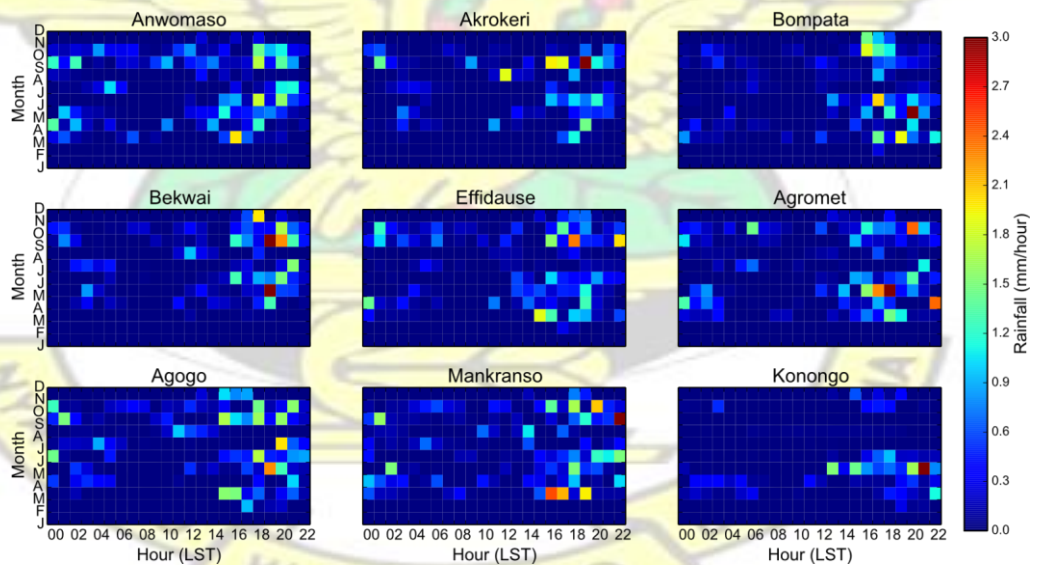 Anwomaso Akrokeri Bompata
D N O S A J J M A M F J
Month
Bekwai Effidause Agromet
D N O S A J J M A M F J
Month
Agogo Mankranso Konongo
D N O S A J J M A M F J
Month
00 02 04 06 08 10 12 14 16 18 20 22 00 02 04 06 08 10 12 14 16 18 20 22 00 02 04 06 08 10 12 14 16 18 20 22
Hour (LST) Hour (LST) Hour (LST)
3.0
2.7
2.4
2.1
1.8
1.5
1.2
0.9
0.6
0.3
0.0
Rainfall (mm/hour)